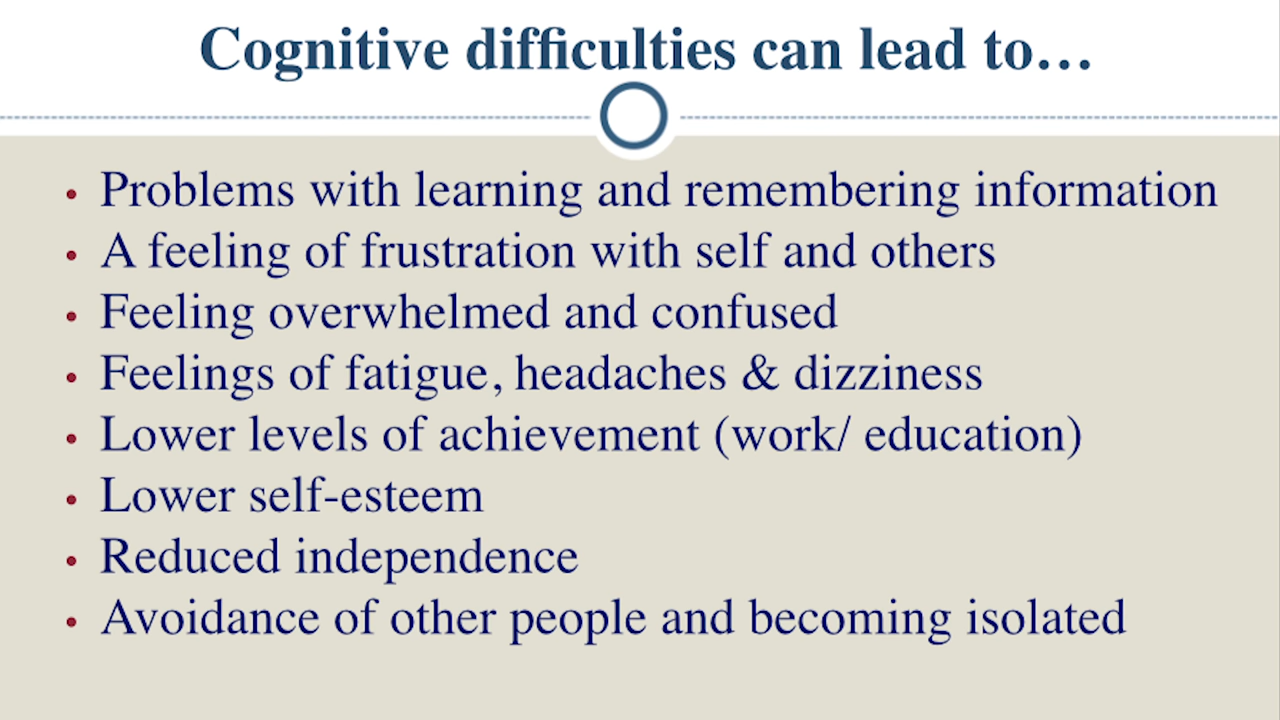 Cognitive difficulties can lead to…
• Problems with learning and remembering information
• A feeling of frustration with self and others
• Feeling overwhelmed and confused
• Feelings of fatigue, headaches & dizziness
• Lower levels of achievement (work/ education)
• Lower self-esteem
• Reduced independence
• Avoidance of other people and becoming isolated